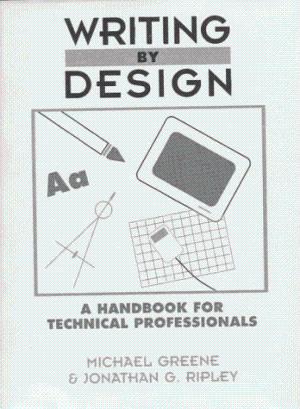 WRITING
BY
DESIGN
Aa
A HANDBOOK FOR
TECHNICAL PROFESSIONALS
MICHAEL GREENE
& JONATHAN G. RIPLEY